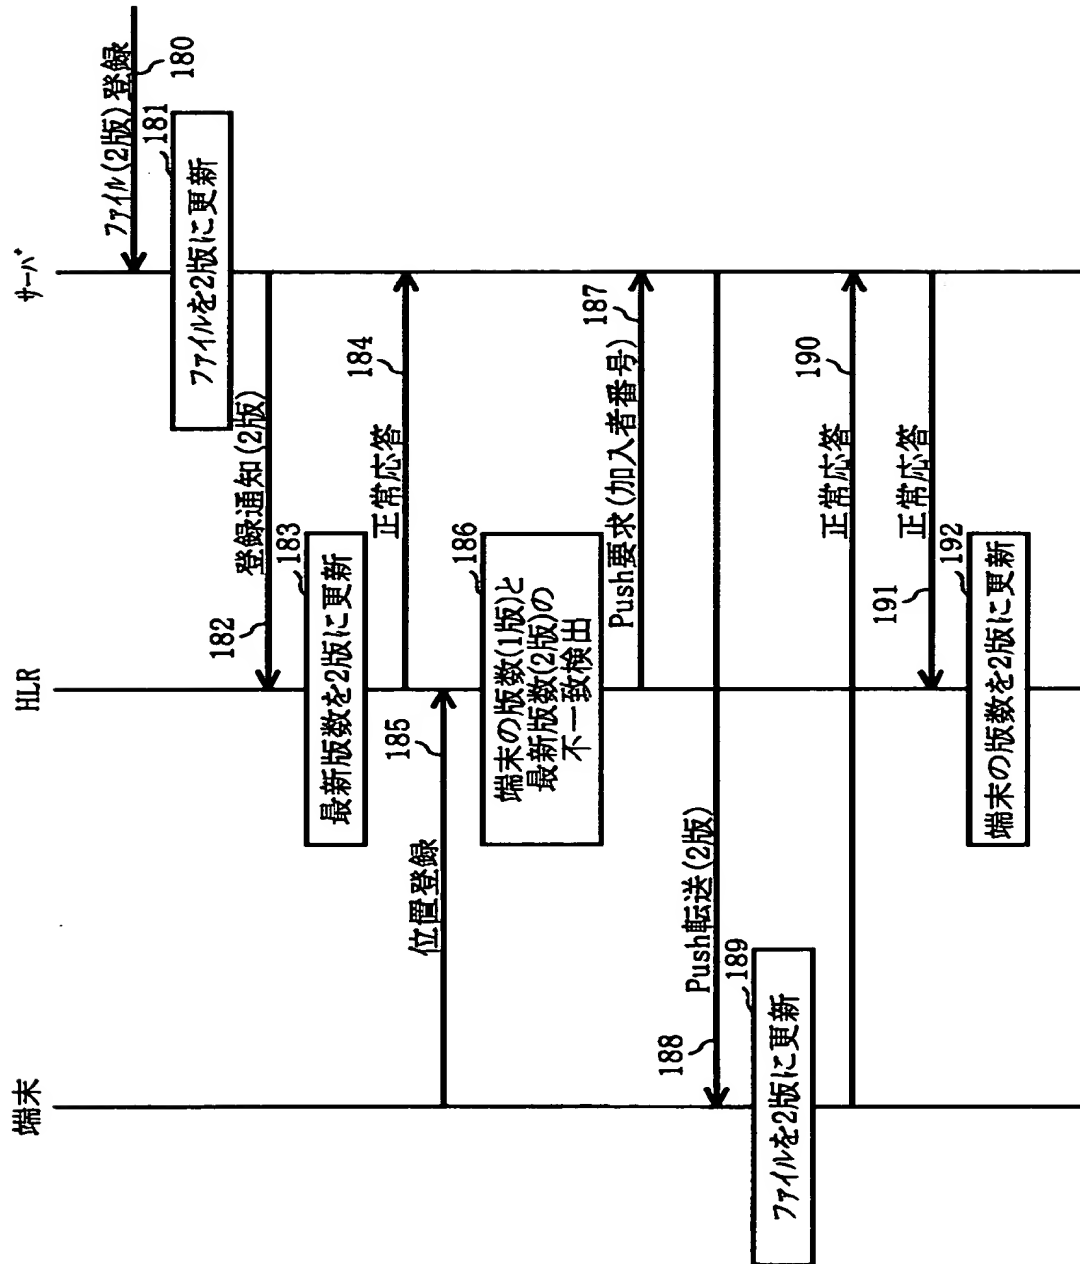 端末
HLR
サーバ
ファイル(2版)登録
180
181
ファイルを2版に更新
登録通知(2版)
182
183
最新版数を2版に更新
正常応答
184
位置登録
185
186
端末の版数(1版)と
最新版数(2版)の
不一致検出
Push要求(加入者番号)
187
Push転送(2版)
188
189
ファイルを2版に更新
正常応答
190
正常応答
191
192
端末の版数を2版に更新